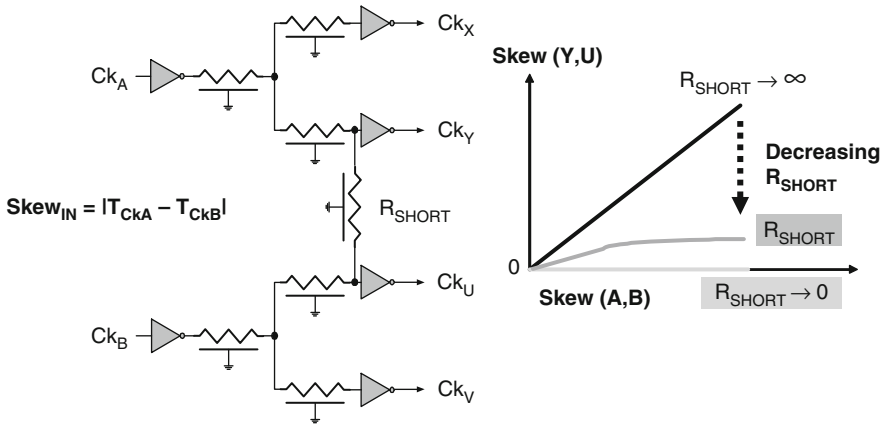 Ck_X
Ck_A
Ck_Y
Skew_IN = |T_CkA − T_CkB|
R_SHORT
Ck_U
Ck_B
Ck_V
Skew (Y,U)
R_SHORT → ∞
Decreasing
R_SHORT
R_SHORT
0
Skew (A,B)
R_SHORT → 0